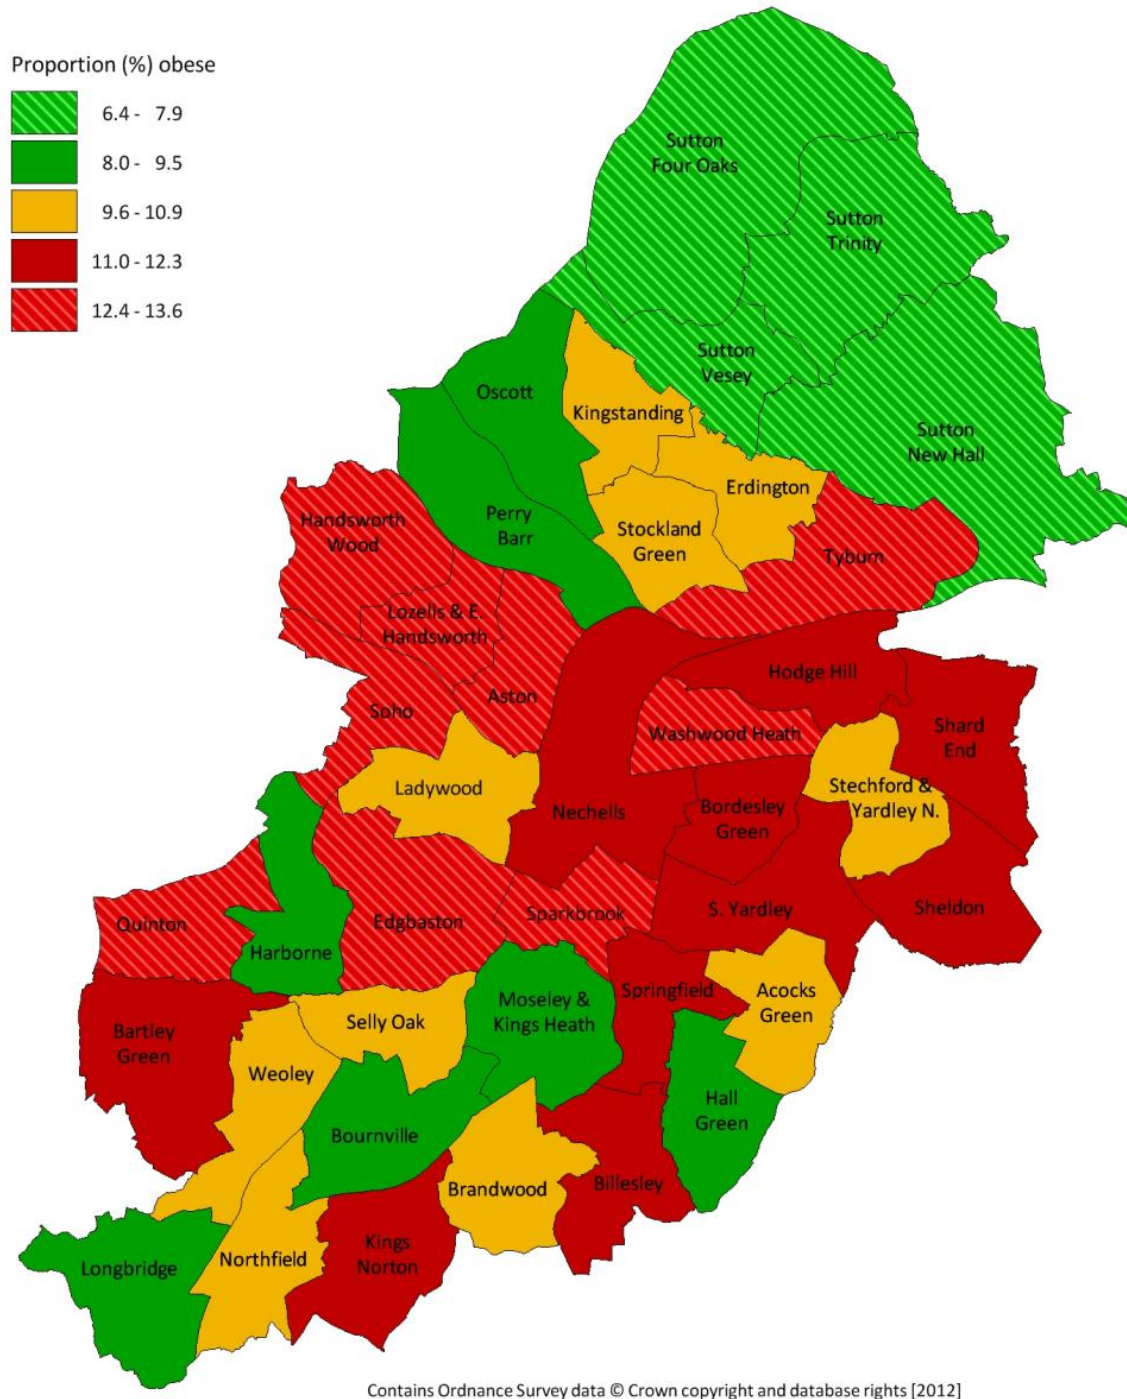 Proportion (%) obese
6.4 - 7.9
8.0 - 9.5
9.6 - 10.9
11.0 - 12.3
12.4 - 13.6
Sutton
Four Oaks
Sutton
Trinity
Sutton
Vesey
Sutton
New Hall
Oscott
Kingstanding
Erdington
Perry
Barr
Stockland
Green
Tyburn
Handsworth
Wood
Lozells & E.
Handsworth
Aston
Soho
Hodge Hill
Washwood Heath
Shard
End
Ladywood
Nechells
Bordesley
Green
Stechford &
Yardley N.
Quinton
Harborne
Edgbaston
Sparkbrook
S. Yardley
Sheldon
Bartley
Green
Selly Oak
Moseley &
Kings Heath
Springfield
Acocks
Green
Weoley
Bournville
Hall
Green
Brandwood
Billesley
Longbridge
Northfield
Kings
Norton
Contains Ordnance Survey data © Crown copyright and database rights [2012]